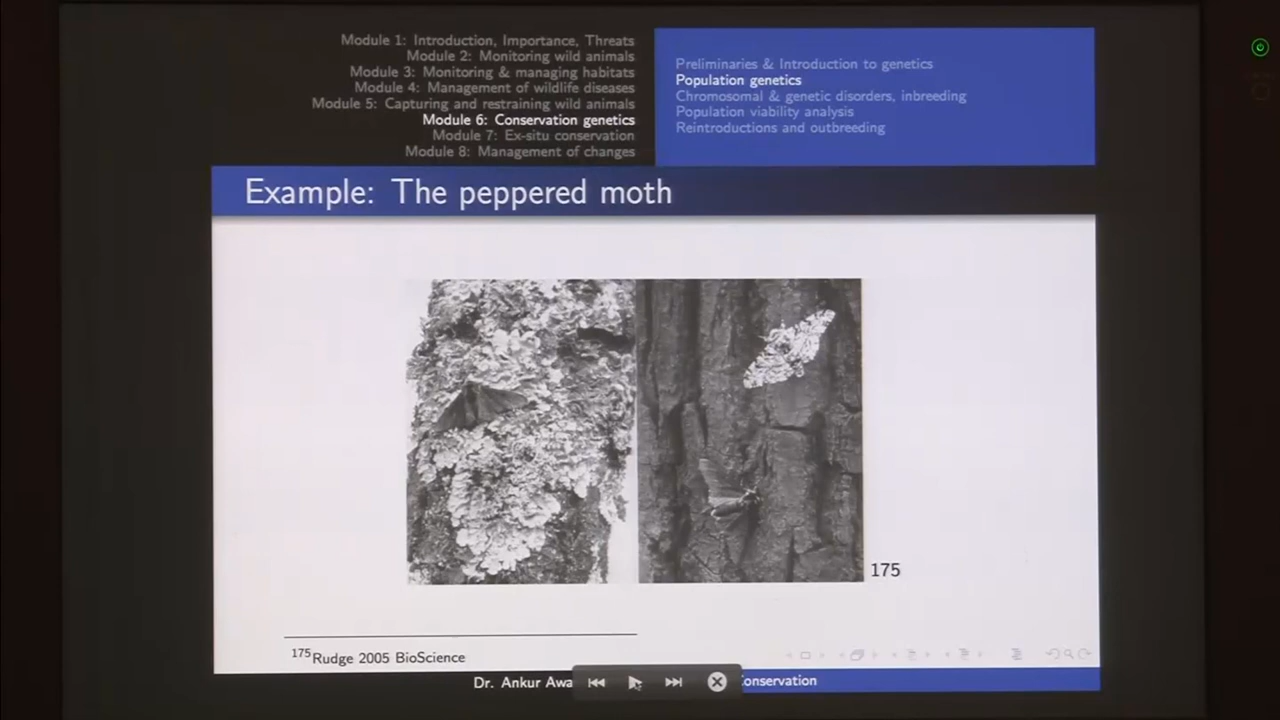 Module 1: Introduction, Importance, Threats
Module 2: Monitoring wild animals
Module 3: Monitoring & managing habitats
Module 4: Management of wildlife diseases
Module 5: Capturing and restraining wild animals
Module 6: Conservation genetics
Module 7: Ex-situ conservation
Module 8: Management of changes
Preliminaries & Introduction to genetics
Population genetics
Chromosomal & genetic disorders, inbreeding
Population viability analysis
Reintroductions and outbreeding
Example: The peppered moth
175
175Rudge 2005 BioScience
Dr. Ankur Awa
onservation